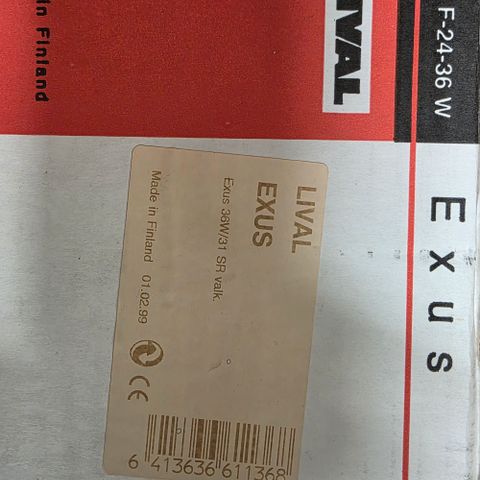 in Finland
LIVAL
F-24-36 W
Exus
LIVAL
EXUS
Exus 36W/31 SR valk.
Made in Finland 01.02.99
CE
6 413636 611368